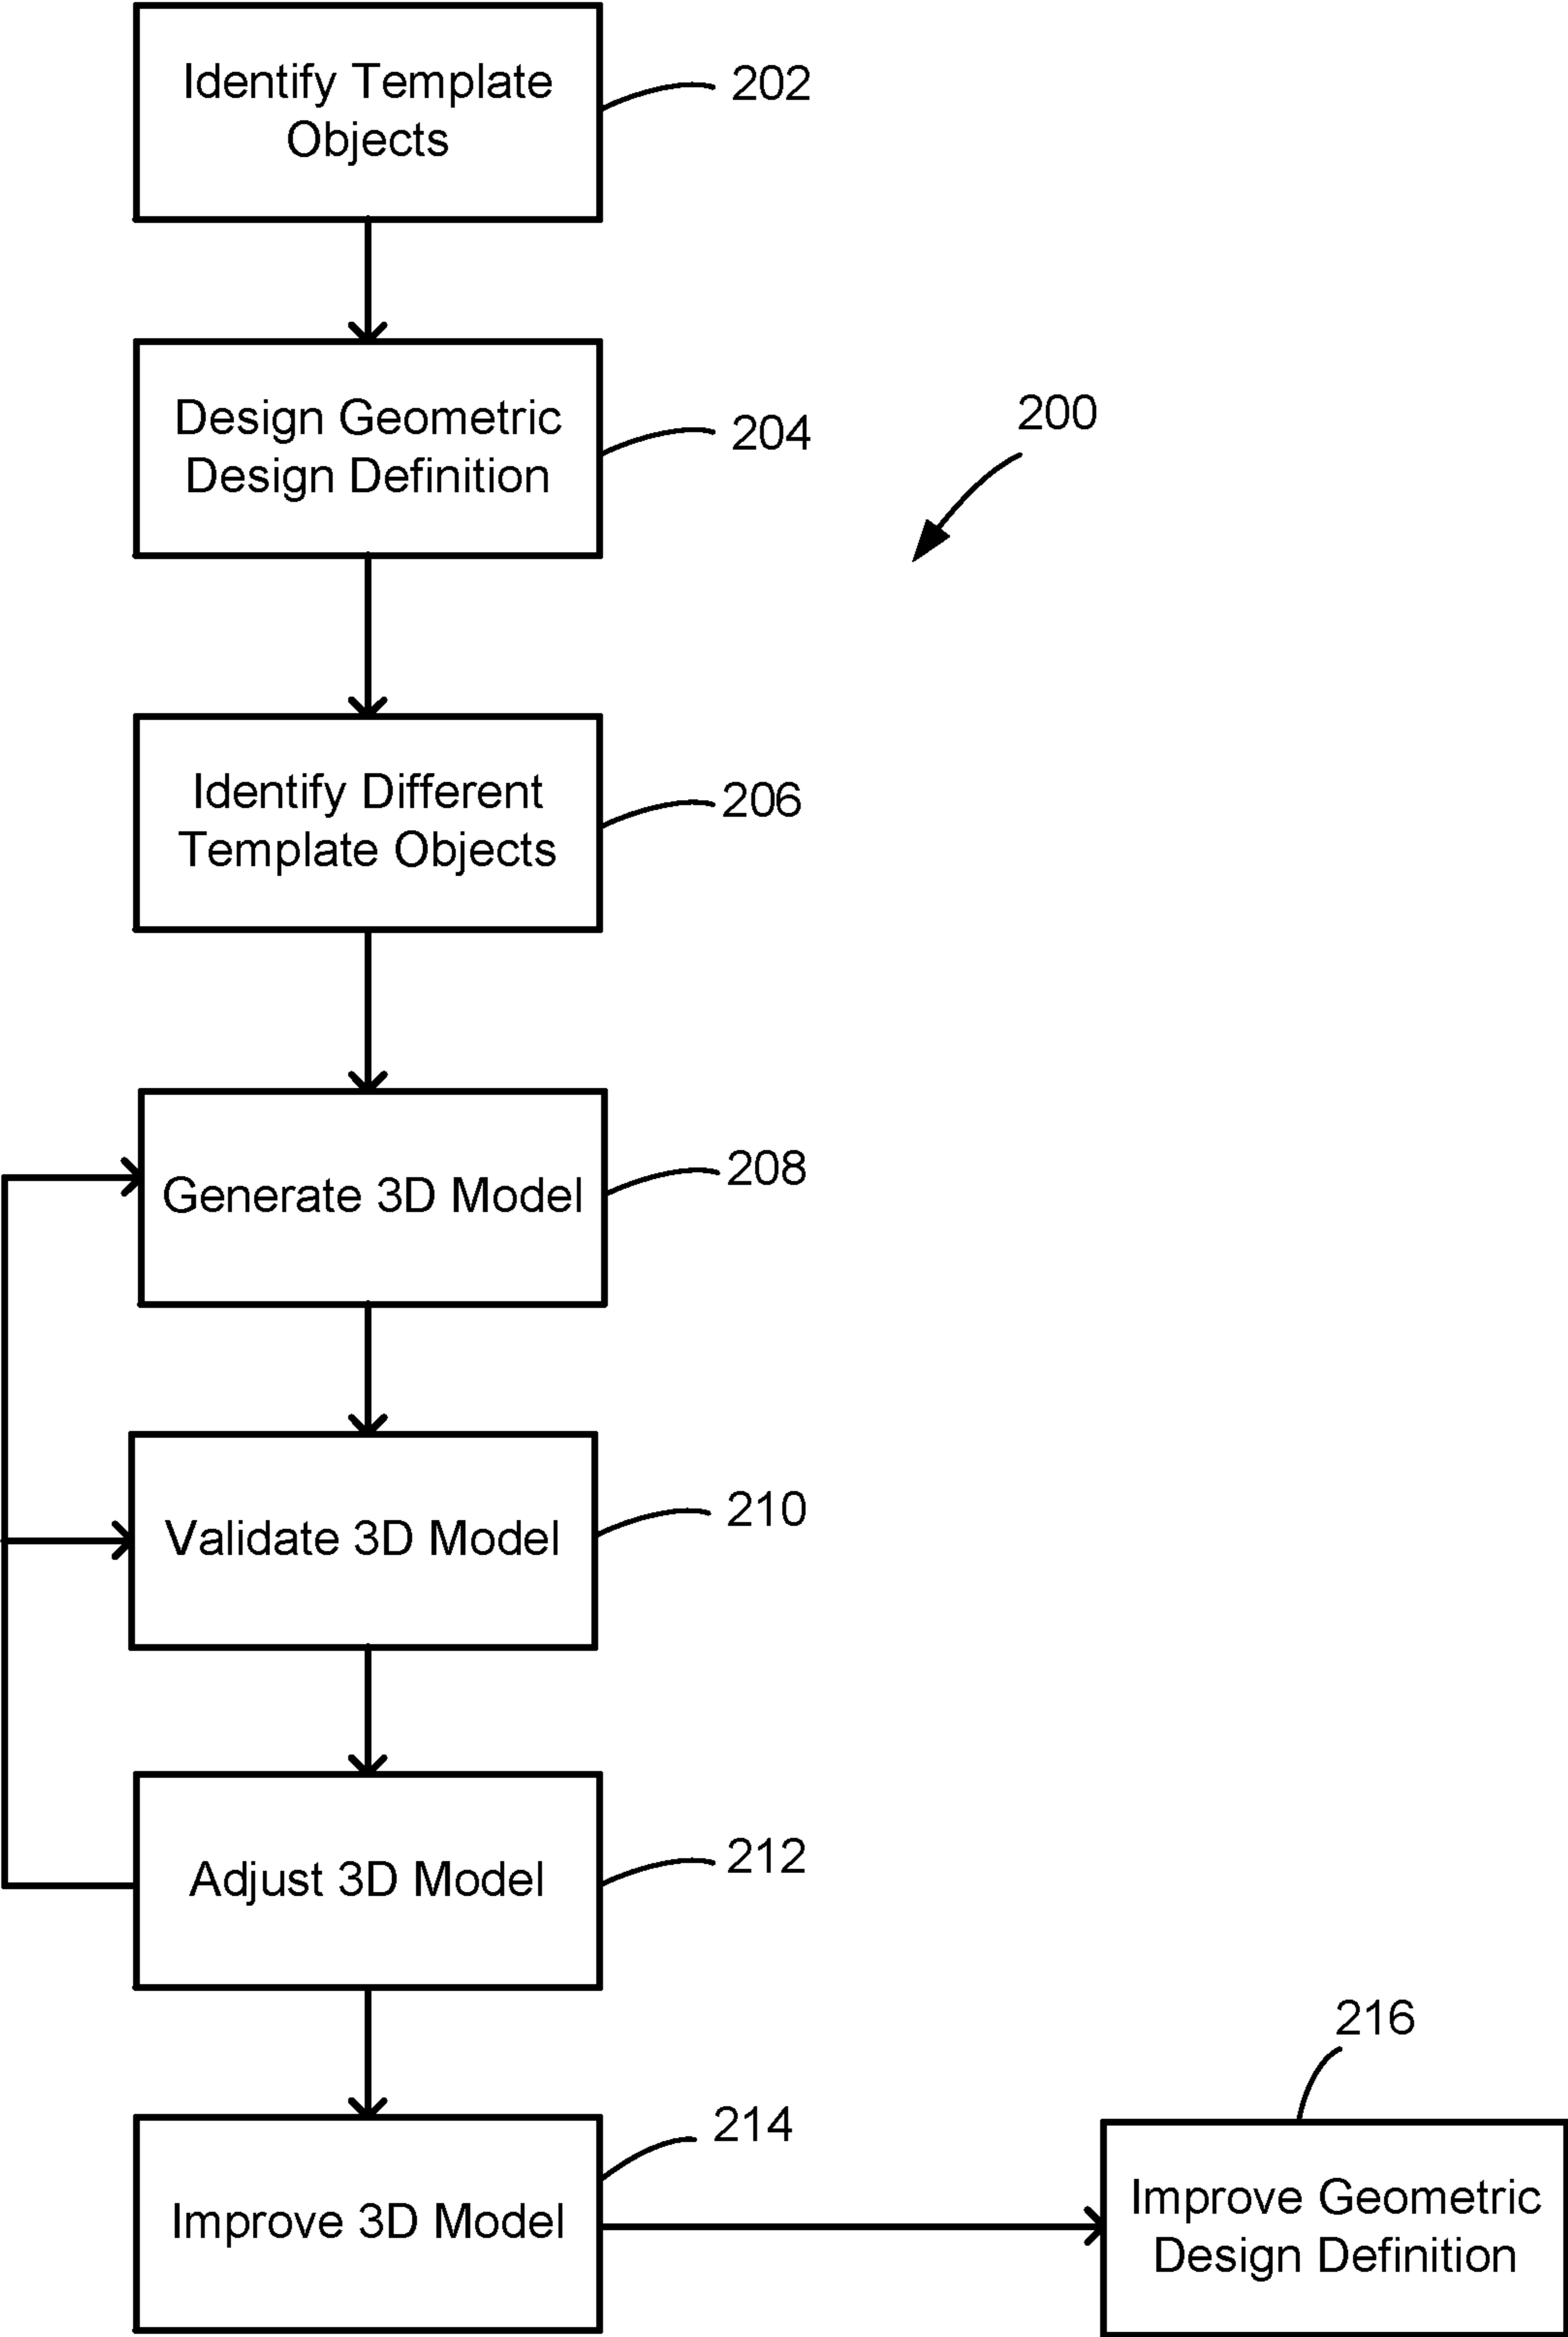 Identify Template
Objects
202
Design Geometric
Design Definition
204
200
Identify Different
Template Objects
206
Generate 3D Model
208
Validate 3D Model
210
Adjust 3D Model
212
Improve 3D Model
214
216
Improve Geometric
Design Definition